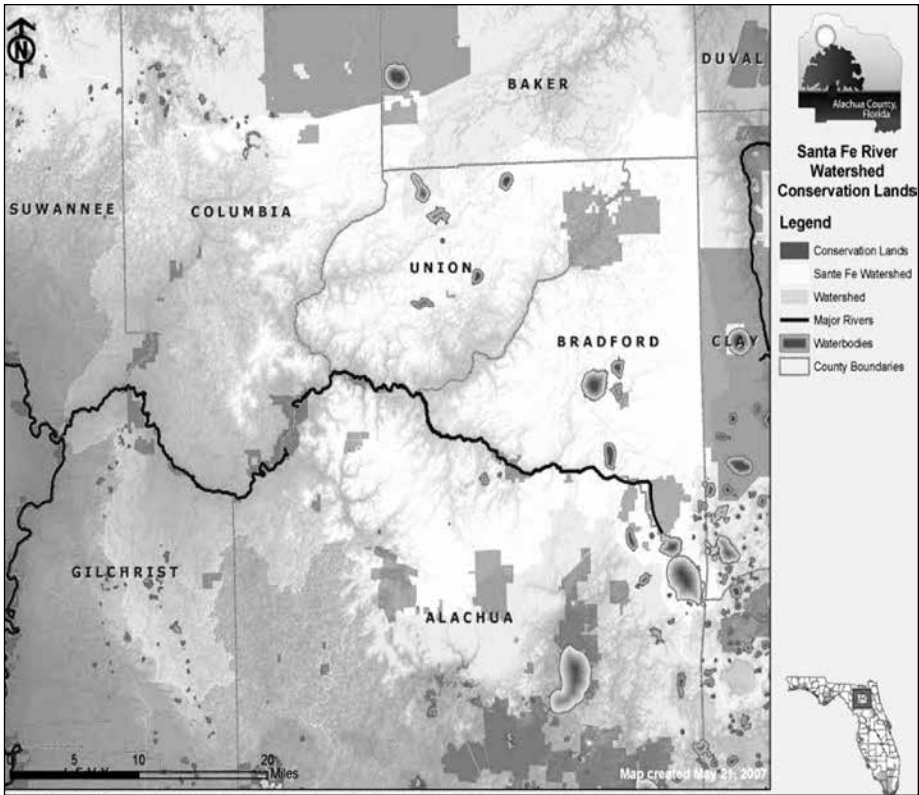 N
BAKER
DUVAL
SUWANNEE
COLUMBIA
UNION
BRADFORD
CLAY
GILCHRIST
ALACHUA
0
10
20
Miles
Map created May 21, 2007
Alachua County,
Florida
Santa Fe River
Watershed
Conservation Lands
Legend
Conservation Lands
Sante Fe Watershed
Watershed
Major Rivers
Waterbodies
County Boundaries